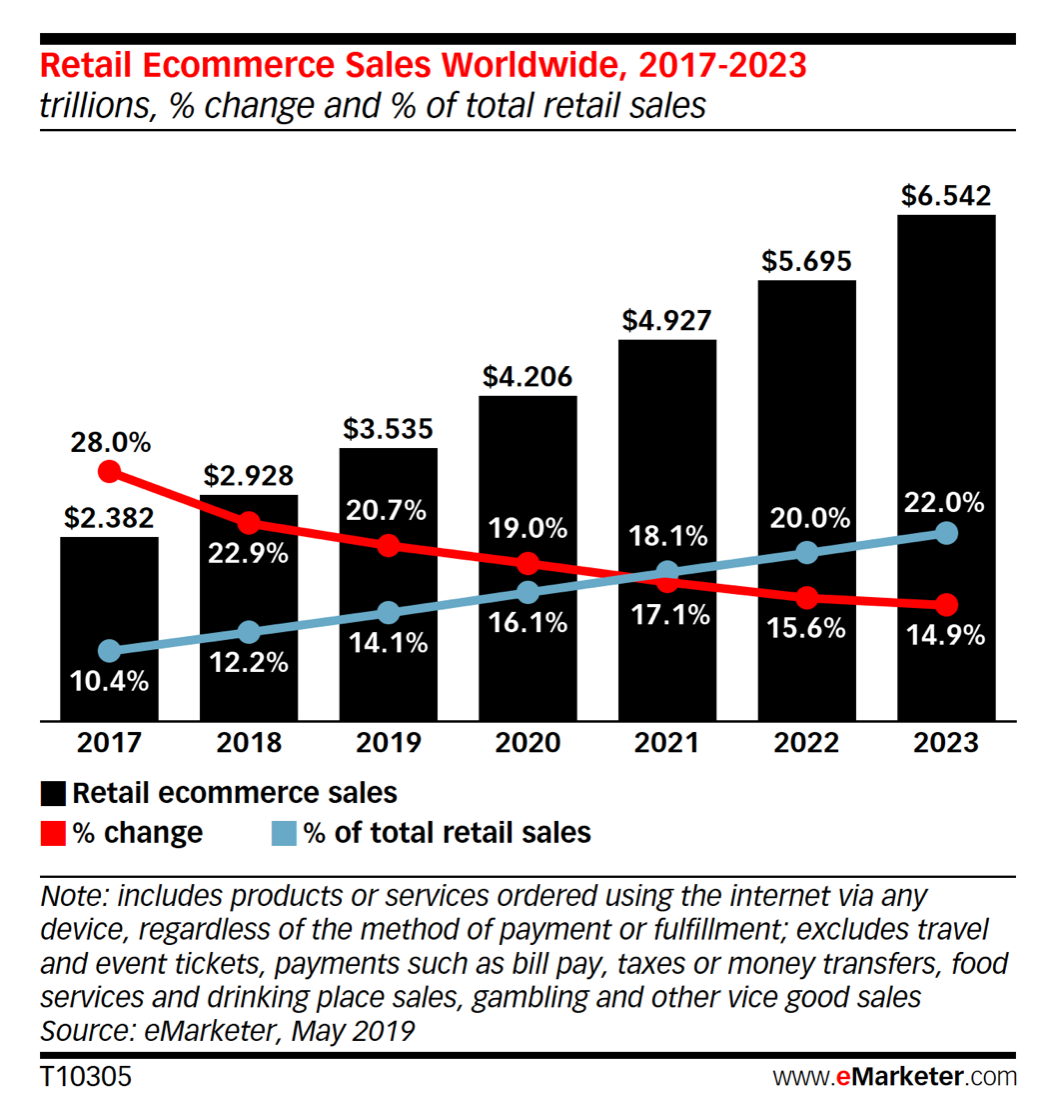 Retail Ecommerce Sales Worldwide, 2017-2023
trillions, % change and % of total retail sales
$6.542
$5.695
$4.927
$4.206
$3.535
28.0%
$2.928
$2.382
20.7%
19.0%
18.1%
20.0%
22.0%
22.9%
10.4%
12.2%
14.1%
16.1%
17.1%
15.6%
14.9%
2017 2018 2019 2020 2021 2022 2023
Retail ecommerce sales
% change % of total retail sales
Note: includes products or services ordered using the internet via any
device, regardless of the method of payment or fulfillment; excludes travel
and event tickets, payments such as bill pay, taxes or money transfers, food
services and drinking place sales, gambling and other vice good sales
Source: eMarketer, May 2019
T10305 www.eMarketer.com